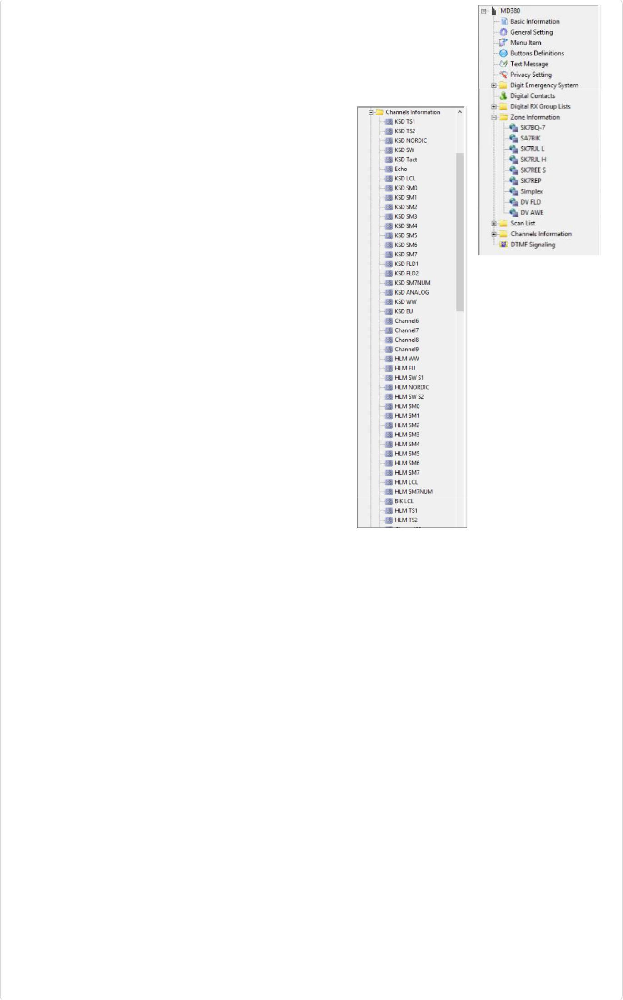 MD380
Basic Information
General Setting
Menu Item
Buttons Definitions
Text Message
Privacy Setting
Digit Emergency System
Digital Contacts
Digital RX Group Lists
Zone Information
SK7BQ-7
SA7BIK
SK7RJL L
SK7RJL H
SK7REE S
SK7REP
Simplex
DV FLD
DV AWE
Scan List
Channels Information
DTMF Signaling
Channels Information
KSD TS1
KSD TS2
KSD NORDIC
KSD SW
KSD Tact
Echo
KSD LCL
KSD SM0
KSD SM1
KSD SM2
KSD SM3
KSD SM4
KSD SM5
KSD SM6
KSD SM7
KSD FLD1
KSD FLD2
KSD SM7NUM
KSD ANALOG
KSD WW
KSD EU
Channel6
Channel7
Channel8
Channel9
HLM WW
HLM EU
HLM SW S1
HLM NORDIC
HLM SW S2
HLM SM0
HLM SM1
HLM SM2
HLM SM3
HLM SM4
HLM SM5
HLM SM6
HLM SM7
HLM LCL
HLM SM7NUM
BIK LCL
HLM TS1
HLM TS2